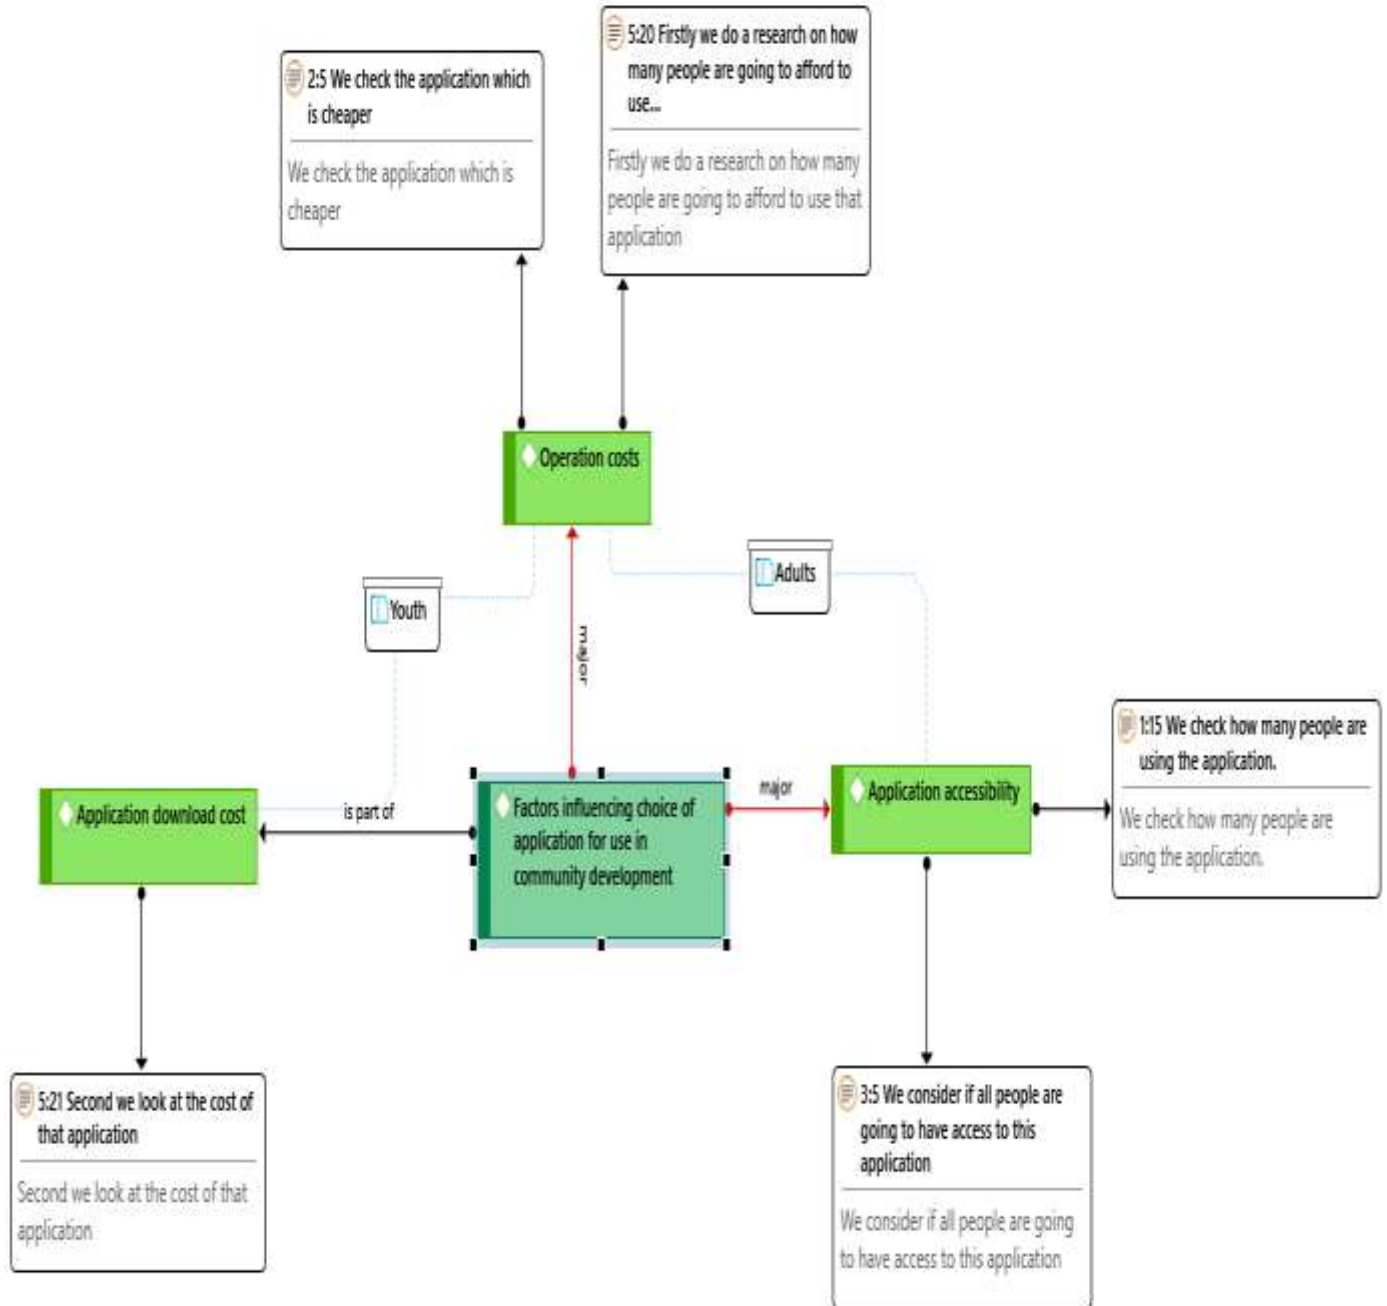 5:20 Firstly we do a research on how
many people are going to afford to
use...
Firstly we do a research on how many
people are going to afford to use that
application
2:5 We check the application which
is cheaper
We check the application which is
cheaper
Operation costs
Adults
Youth
major
1:15 We check how many people are
using the application.
We check how many people are
using the application.
Application download cost
is part of
Factors influencing choice of
application for use in
community development
major
Application accessibility
5:21 Second we look at the cost of
that application
Second we look at the cost of that
application
3:5 We consider if all people are
going to have access to this
application
We consider if all people are going
to have access to this application